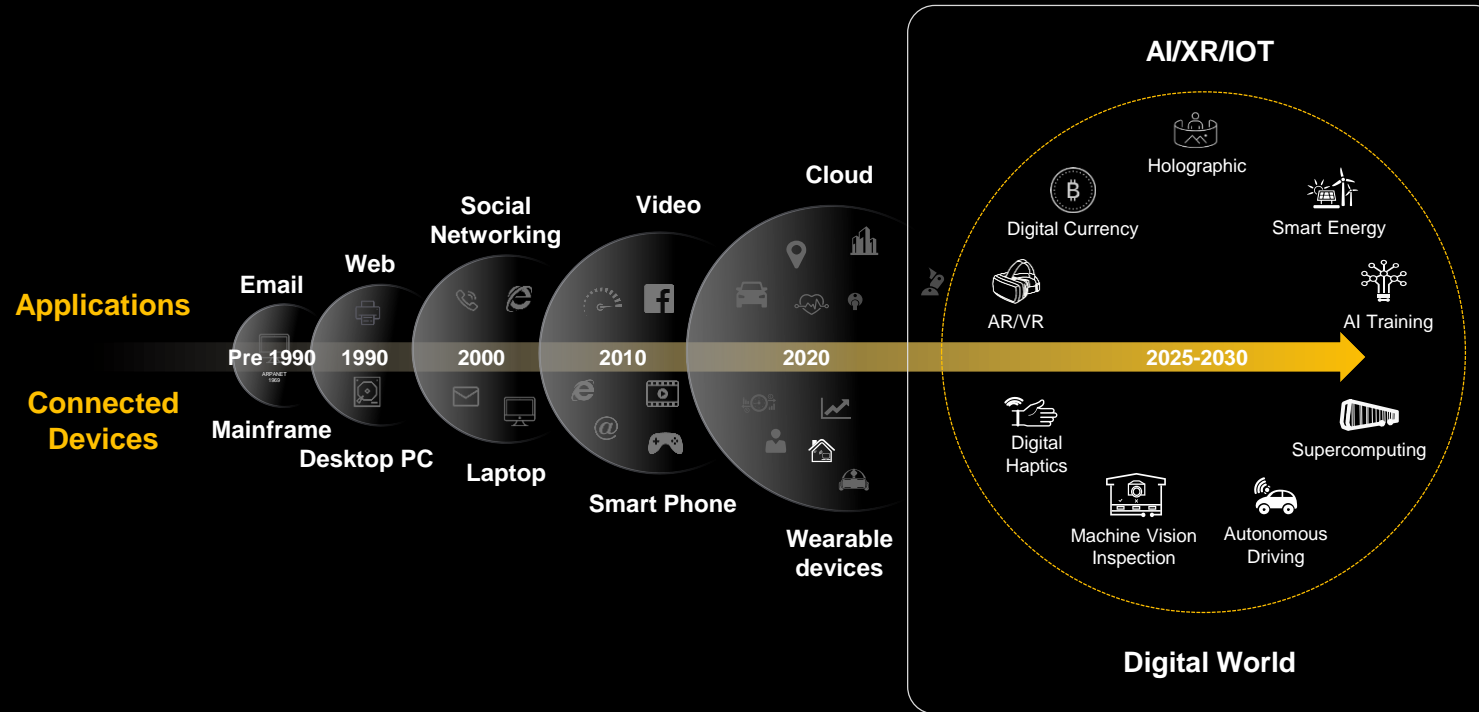 AI/XR/IOT
Holographic
Cloud
Digital Currency
Smart Energy
Social
Networking
Video
Web
Email
Applications
AR/VR
AI Training
Pre 1990
1990
2000
2010
2020
2025-2030
ARPANET
1969
Connected
Devices
Mainframe
Desktop PC
Laptop
Smart Phone
Wearable
devices
Digital
Haptics
Supercomputing
Machine Vision
Inspection
Autonomous
Driving
Digital World